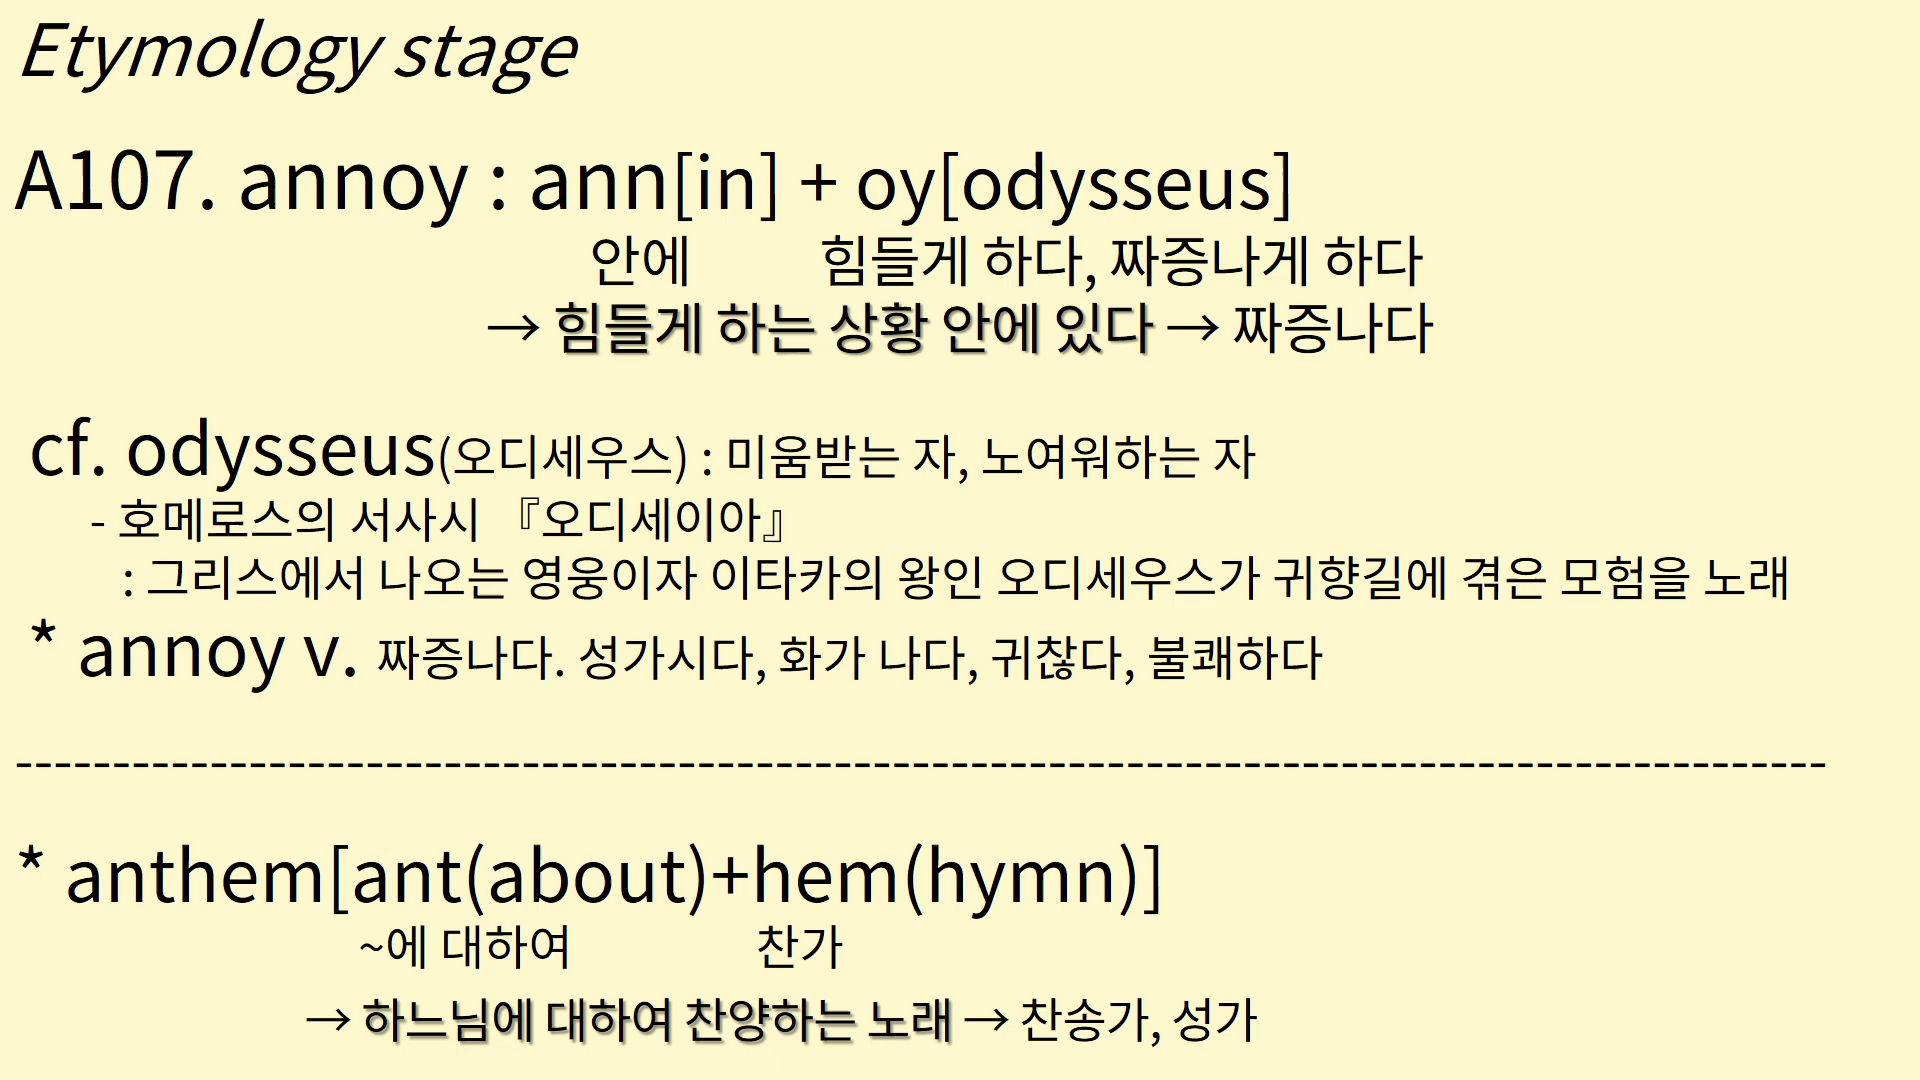 Etymology stage
A107. annoy : ann[in] + oy[odysseus]
안에 힘들게 하다, 짜증나게 하다
→ 힘들게 하는 상황 안에 있다 → 짜증나다
cf. odysseus(오디세우스) : 미움받는 자, 노여워하는 자
- 호메로스의 서사시 『오디세이아』
: 그리스에서 나오는 영웅이자 이타카의 왕인 오디세우스가 귀향길에 겪은 모험을 노래
* annoy v. 짜증나다. 성가시다, 화가 나다, 귀찮다, 불쾌하다
--------------------------------------------------------------------------------------------
* anthem[ant(about)+hem(hymn)]
~에 대하여 찬가
→ 하느님에 대하여 찬양하는 노래 → 찬송가, 성가